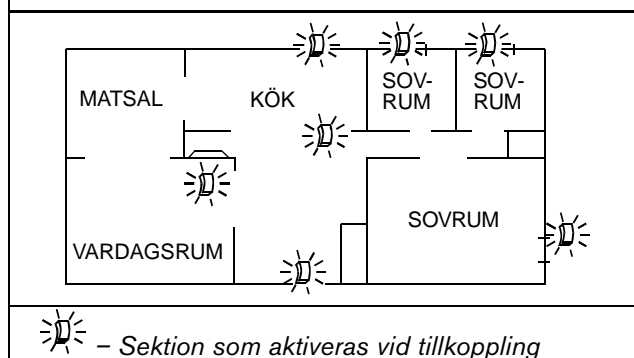 MATSAL
KÖK
SOV-
RUM
SOV-
RUM
VARDAGSRUM
SOVRUM
– Sektion som aktiveras vid tillkoppling